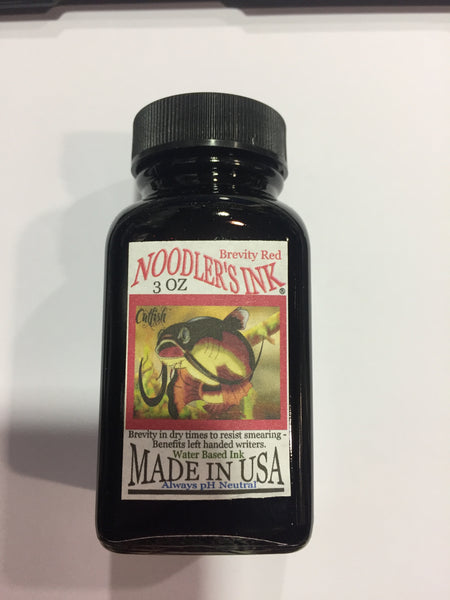 Brevity Red
NOODLER'S INK ®
3 OZ
Catfish
Brevity in dry times to resist smearing -
Benefits left handed writers.
Water Based Ink
MADE IN USA
Always pH Neutral